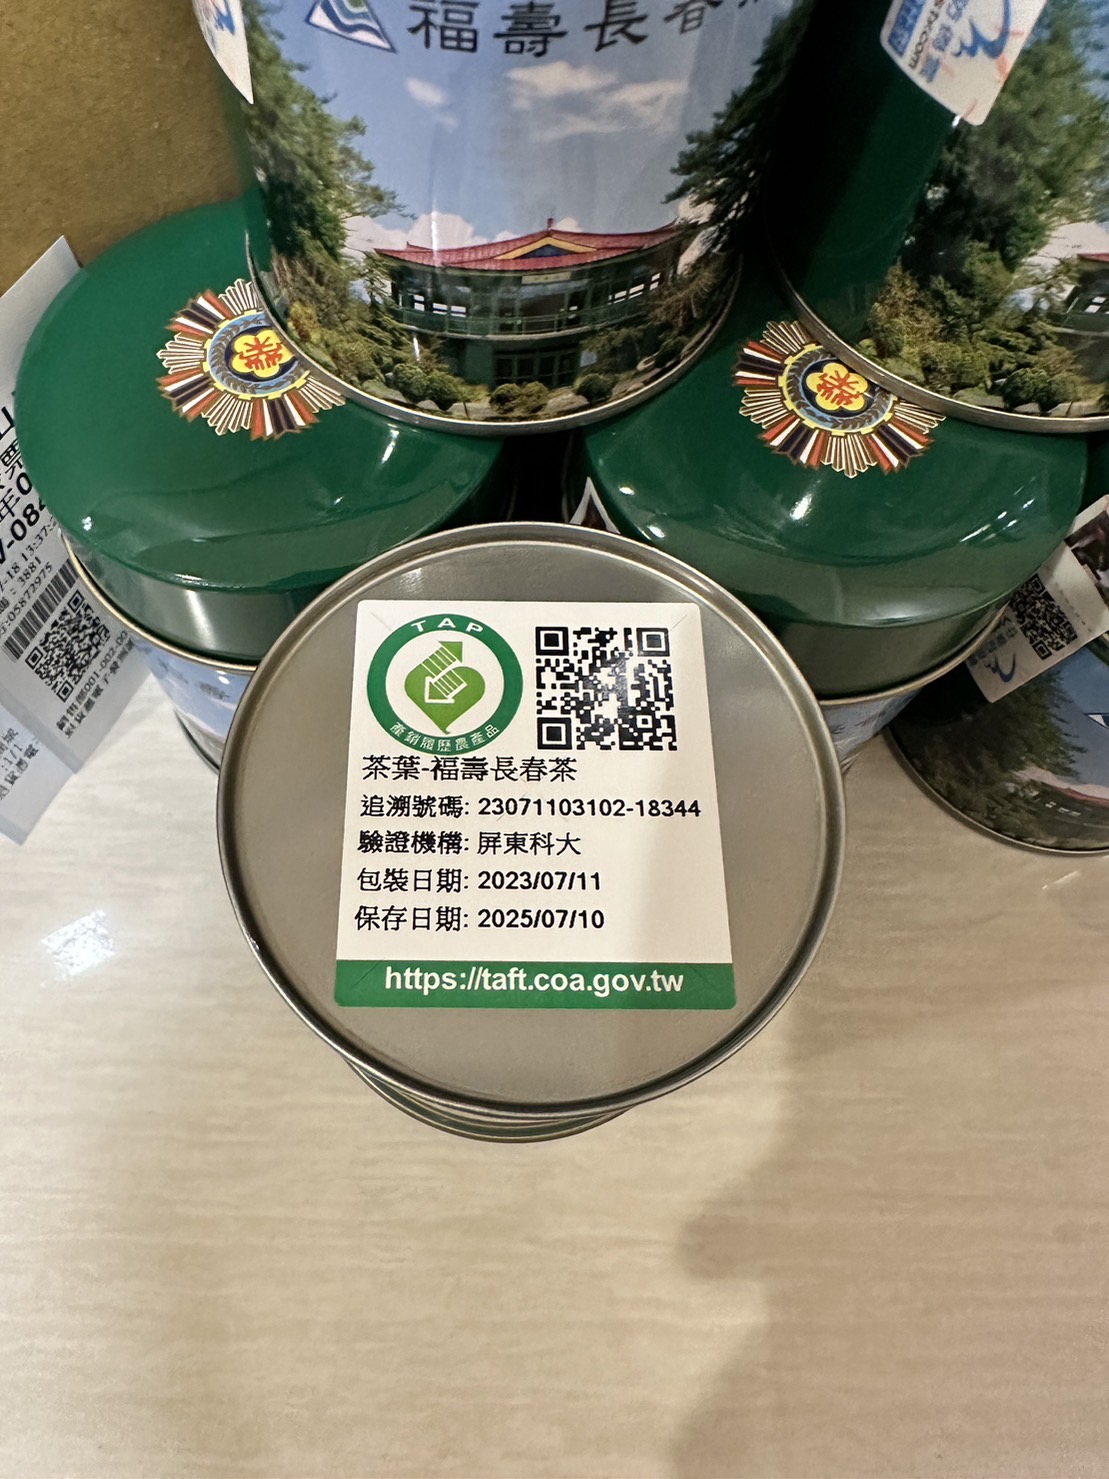 福壽長春
榮
榮
TAP
產銷履歷農產品
茶葉-福壽長春茶
追溯號碼: 23071103102-18344
驗證機構: 屏東科大
包裝日期: 2023/07/11
保存日期: 2025/07/10
https://taft.coa.gov.tw